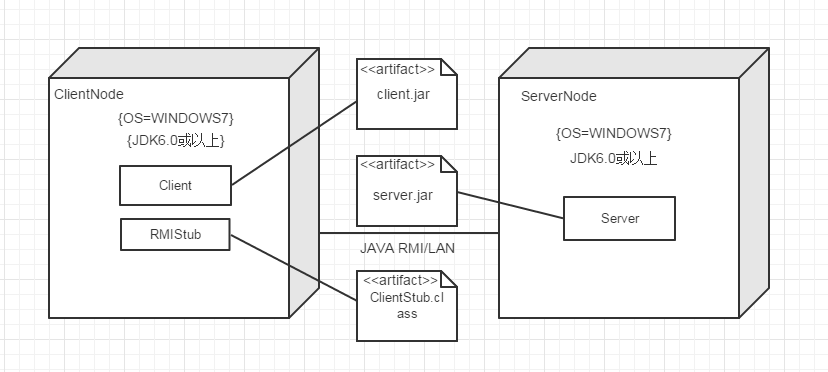 ClientNode
{OS=WINDOWS7}
{JDK6.0或以上}
Client
RMIStub
<<artifact>>
client.jar
<<artifact>>
server.jar
JAVA RMI/LAN
<<artifact>>
ClientStub.cl
ass
ServerNode
{OS=WINDOWS7}
JDK6.0或以上
Server